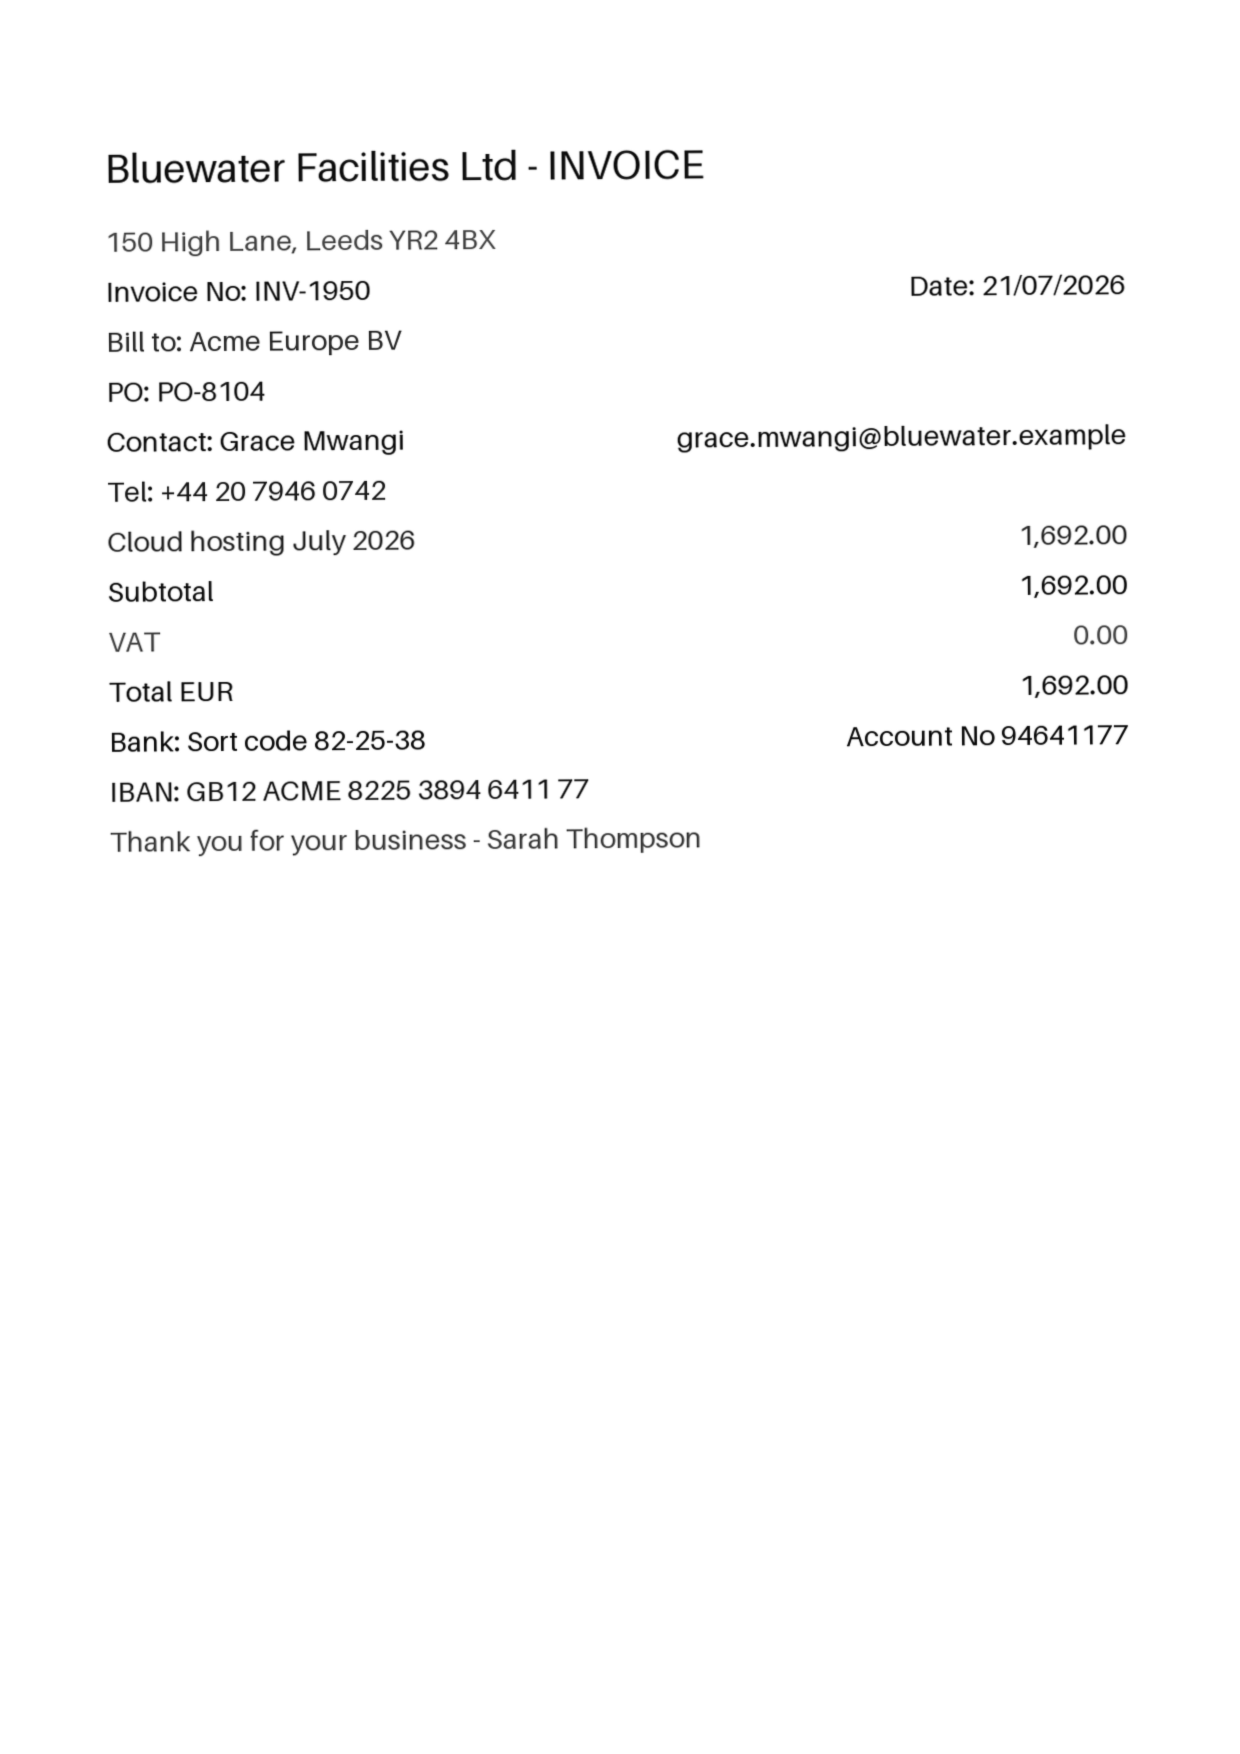 Bluewater Facilities Ltd - INVOICE
150 High Lane, Leeds YR2 4BX
Invoice No: INV-1950 Date: 21/07/2026
Bill to: Acme Europe BV
PO: PO-8104
Contact: Grace Mwangi grace.mwangi@bluewater.example
Tel: +44 20 7946 0742
Cloud hosting July 2026 1,692.00
Subtotal 1,692.00
VAT 0.00
Total EUR 1,692.00
Bank: Sort code 82-25-38 Account No 94641177
IBAN: GB12 ACME 8225 3894 6411 77
Thank you for your business - Sarah Thompson